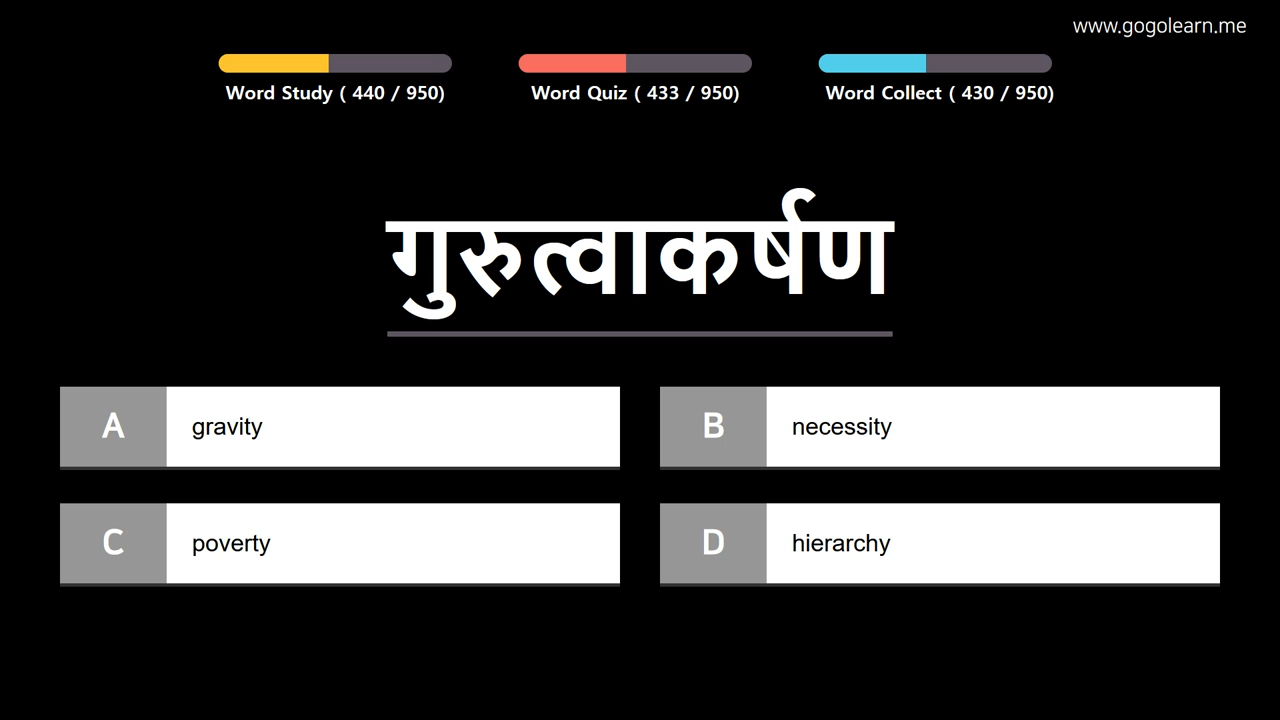 www.gogolearn.me
Word Study ( 440 / 950)
Word Quiz ( 433 / 950)
Word Collect ( 430 / 950)
गुरुत्वाकर्षण
A gravity
B necessity
C poverty
D hierarchy